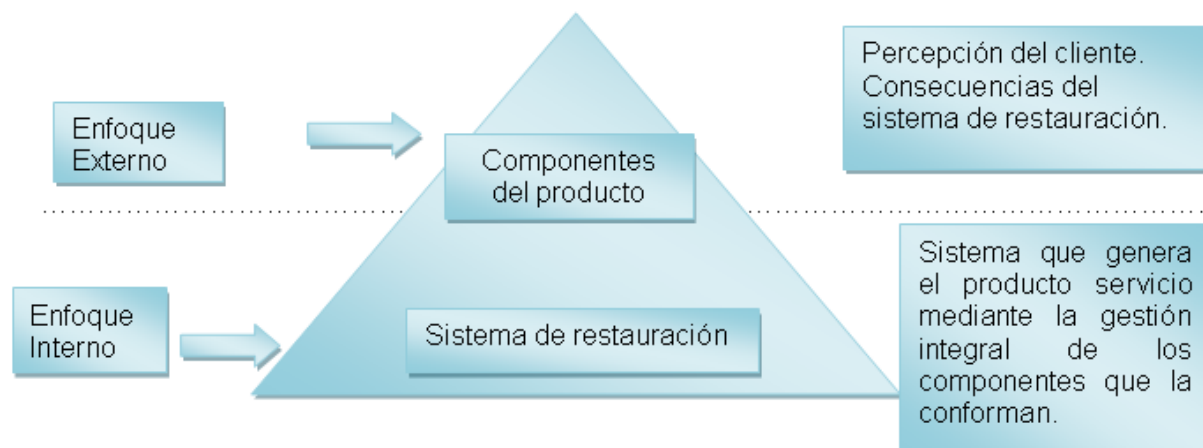 Enfoque
Externo
Componentes
del producto
Percepción del cliente.
Consecuencias del
sistema de restauración.
Enfoque
Interno
Sistema de restauración
Sistema que genera
el producto servicio
mediante la gestión
integral de los
componentes que la
conforman.